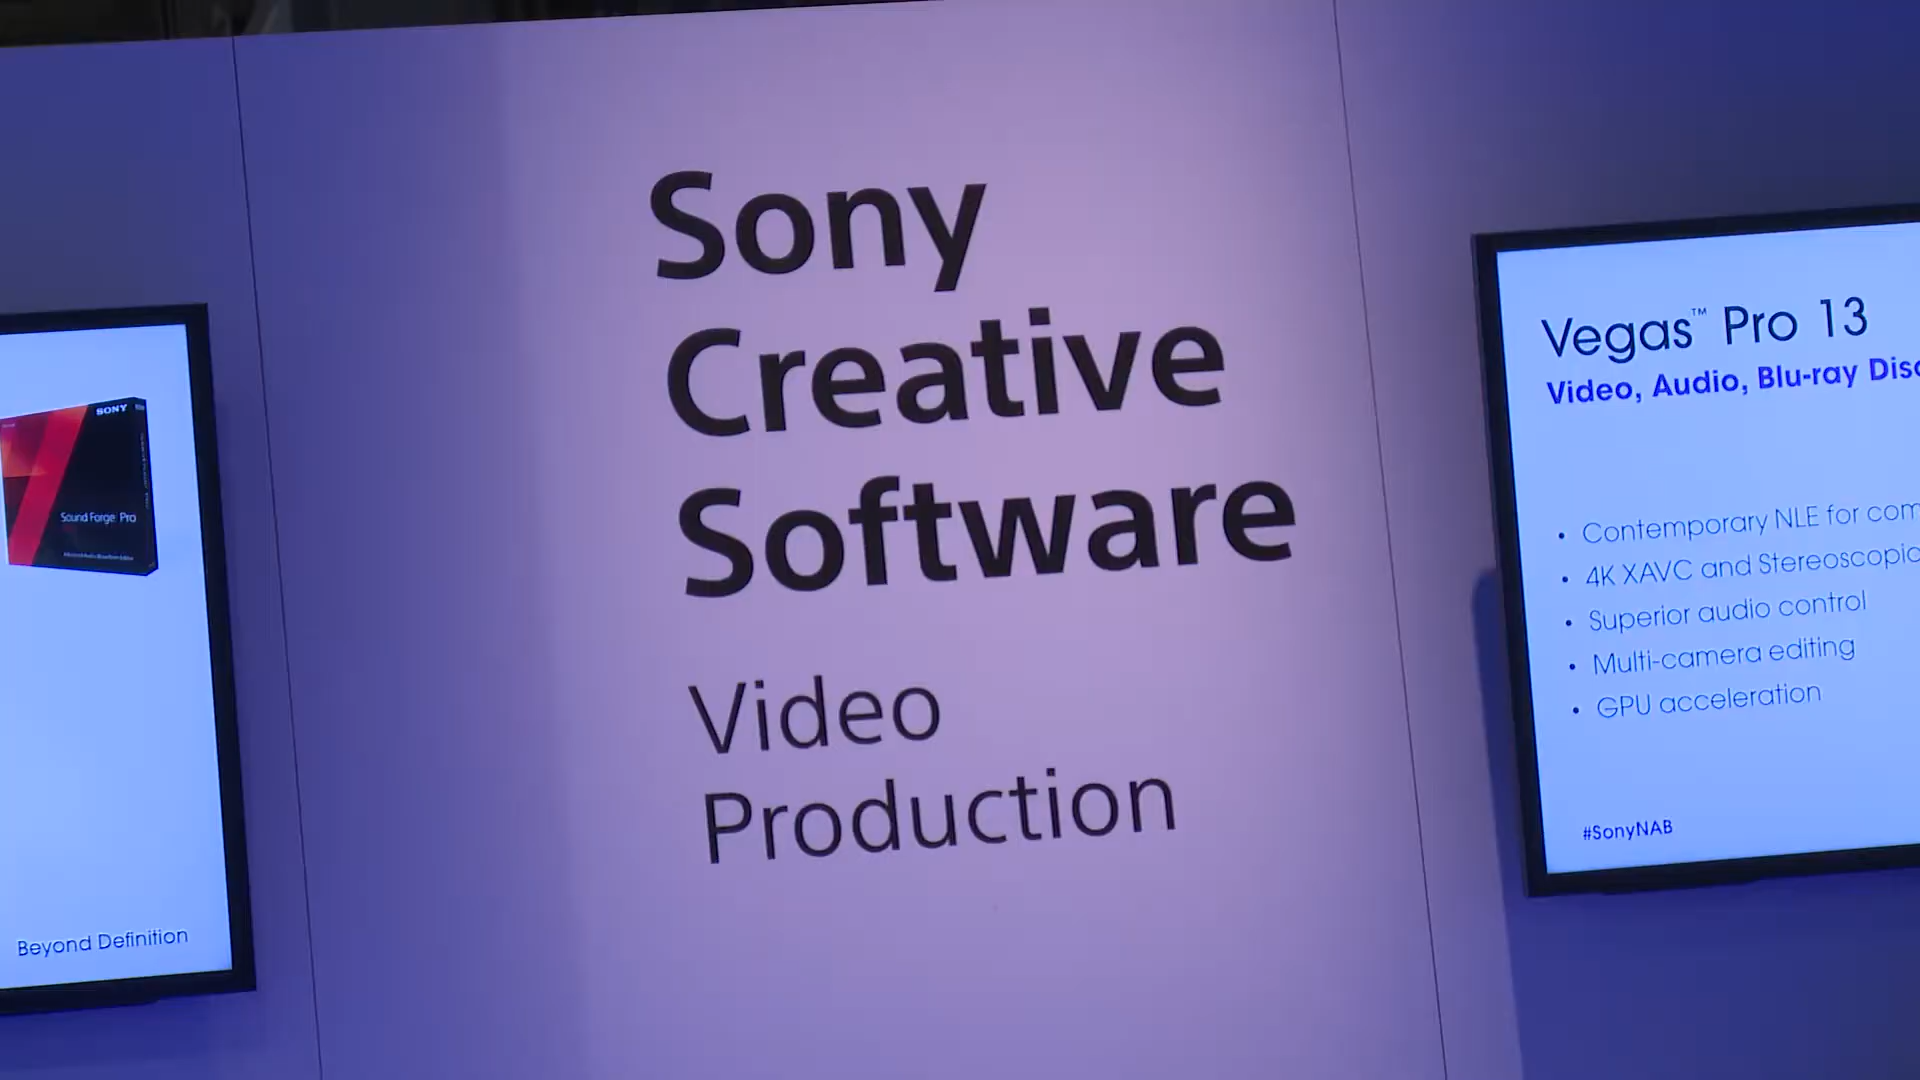 SONY
Sound Forge Pro
Beyond Definition
Sony
Creative
Software
Video
Production
Vegas™ Pro 13
Video, Audio, Blu-ray Disc
• Contemporary NLE for com
• 4K XAVC and Stereoscopic
• Superior audio control
• Multi-camera editing
• GPU acceleration
#SonyNAB